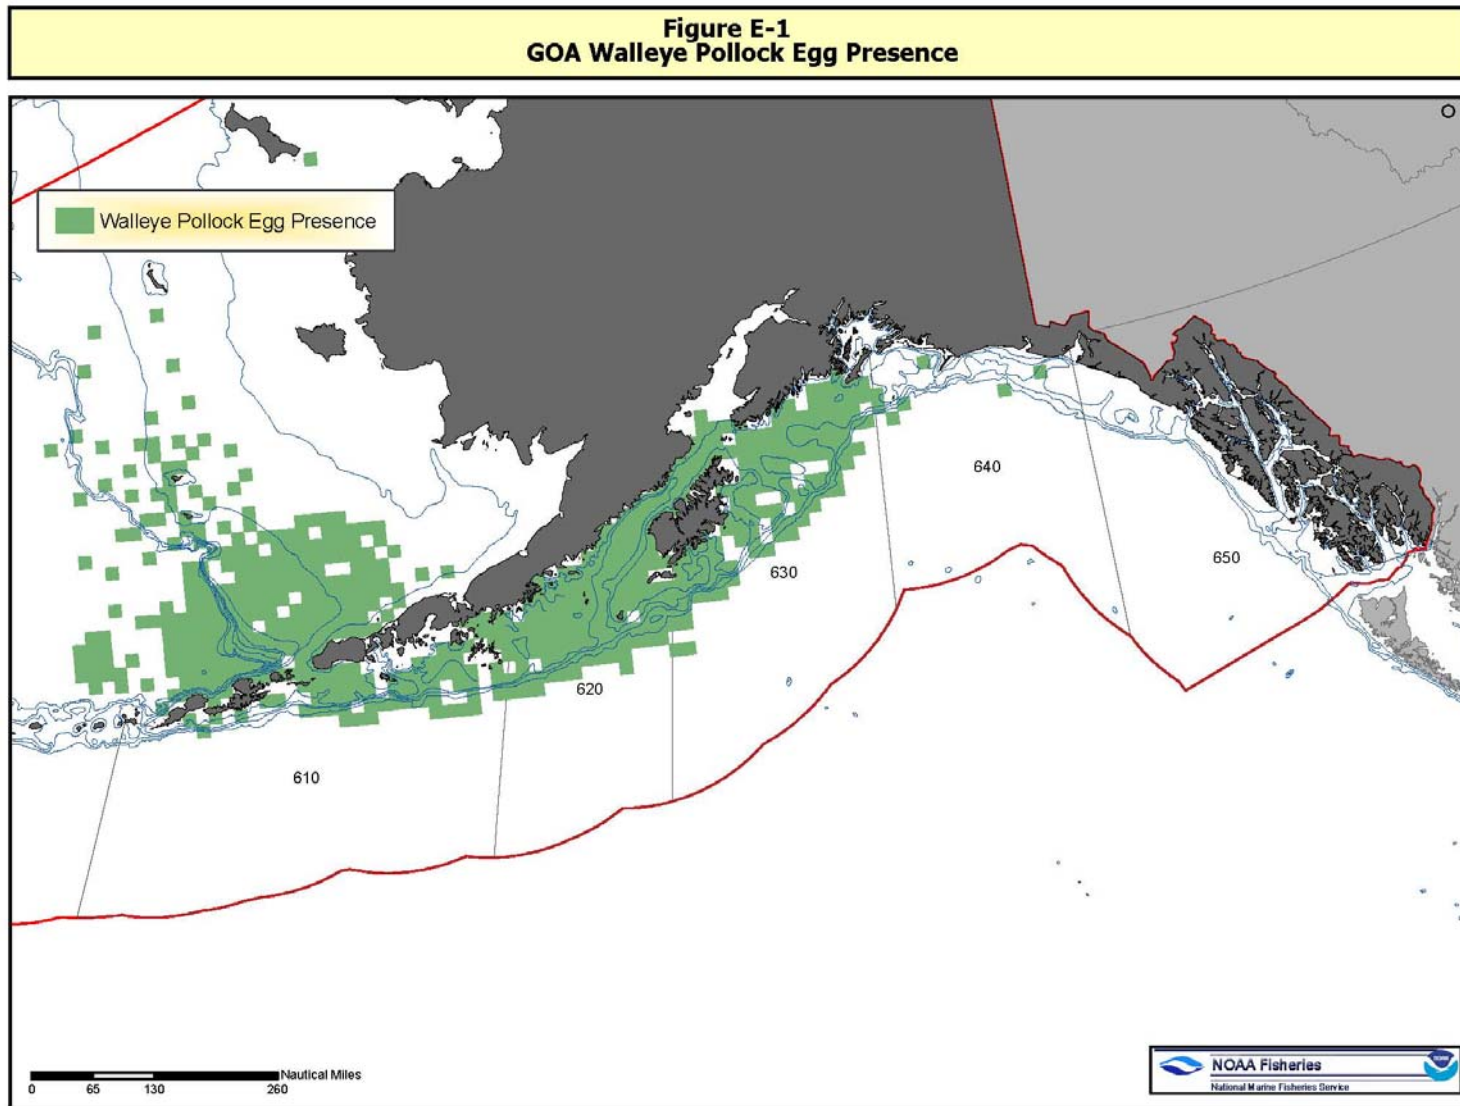 Figure E-1
GOA Walleye Pollock Egg Presence
Walleye Pollock Egg Presence
640
650
630
620
610
Nautical Miles
0 65 130 260
NOAA Fisheries
National Marine Fisheries Service